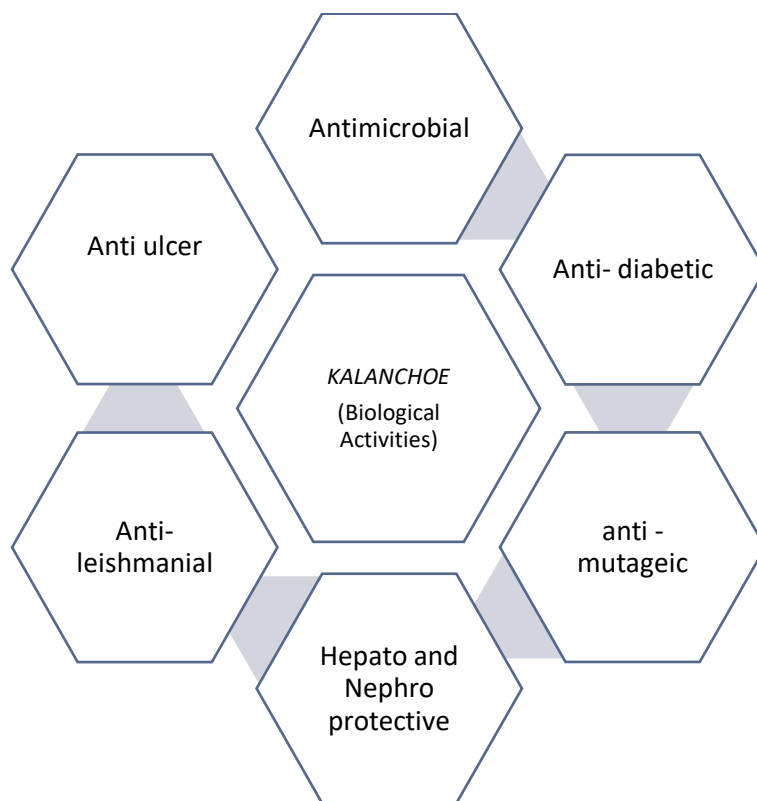 Antimicrobial
Anti ulcer
Anti- diabetic
KALANCHOE
(Biological
Activities)
Anti-
leishmanial
anti -
mutageic
Hepato and
Nephro
protective